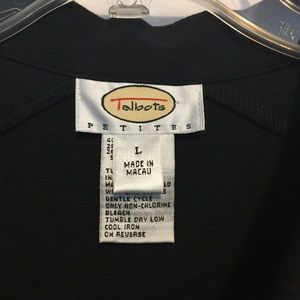 Talbots
PETITES
L
MADE IN
MACAU
GENTLE CYCLE
ONLY NON-CHLORINE
BLEACH
TUMBLE DRY LOW
COOL IRON
ON REVERSE